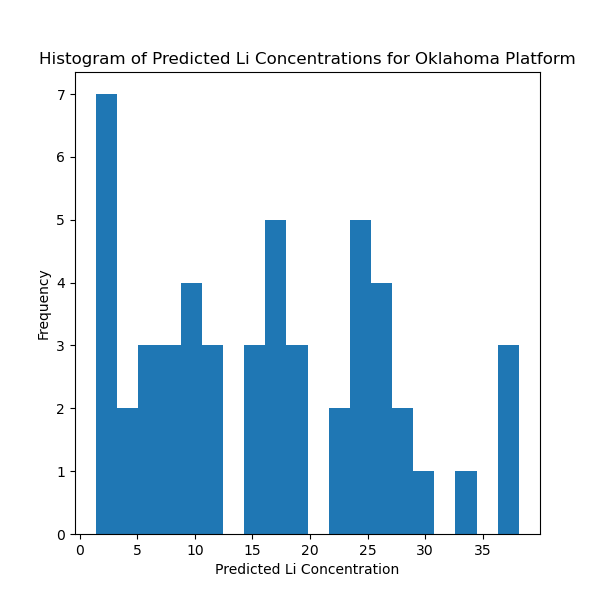 Histogram of Predicted Li Concentrations for Oklahoma Platform
7
6
5
4
3
2
1
0
Frequency
0 5 10 15 20 25 30 35
Predicted Li Concentration